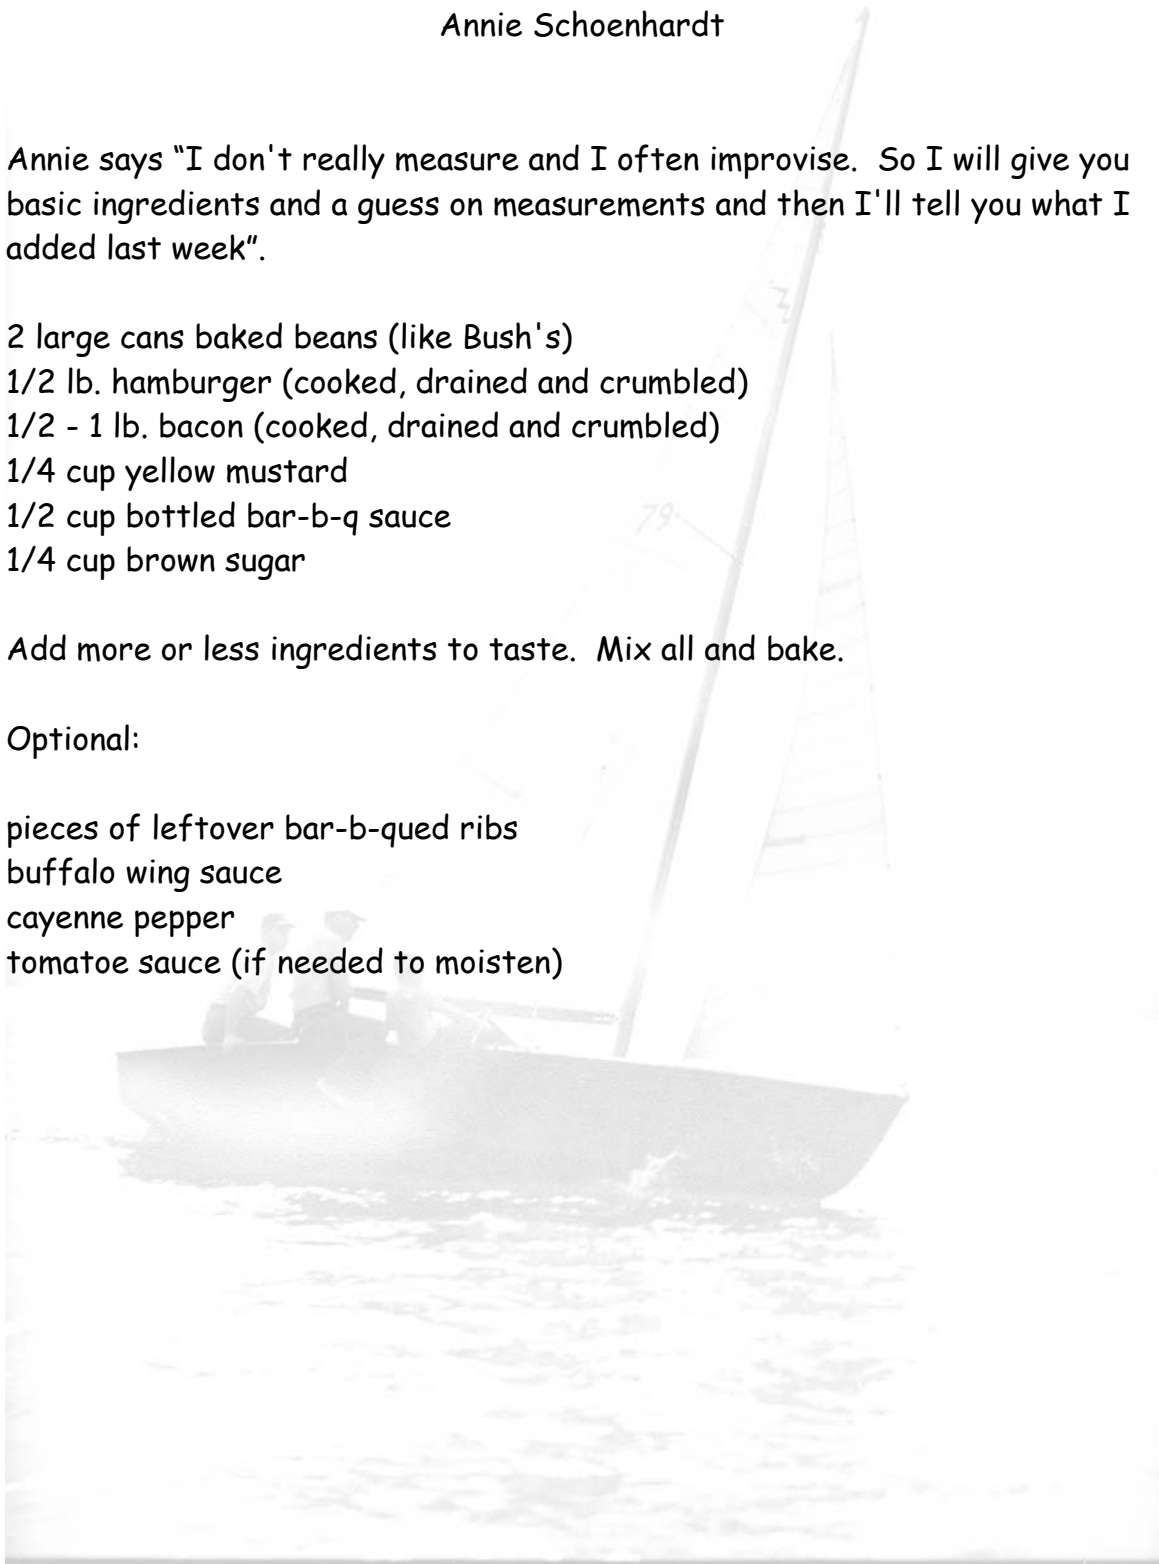 Annie Schoenhardt
Annie says “I don't really measure and I often improvise.  So I will give you
basic ingredients and a guess on measurements and then I'll tell you what I
added last week”.
2 large cans baked beans (like Bush's)
1/2 lb. hamburger (cooked, drained and crumbled)
1/2 - 1 lb. bacon (cooked, drained and crumbled)
1/4 cup yellow mustard
1/2 cup bottled bar-b-q sauce
1/4 cup brown sugar
79
Add more or less ingredients to taste.  Mix all and bake.
Optional:
pieces of leftover bar-b-qued ribs
buffalo wing sauce
cayenne pepper
tomatoe sauce (if needed to moisten)